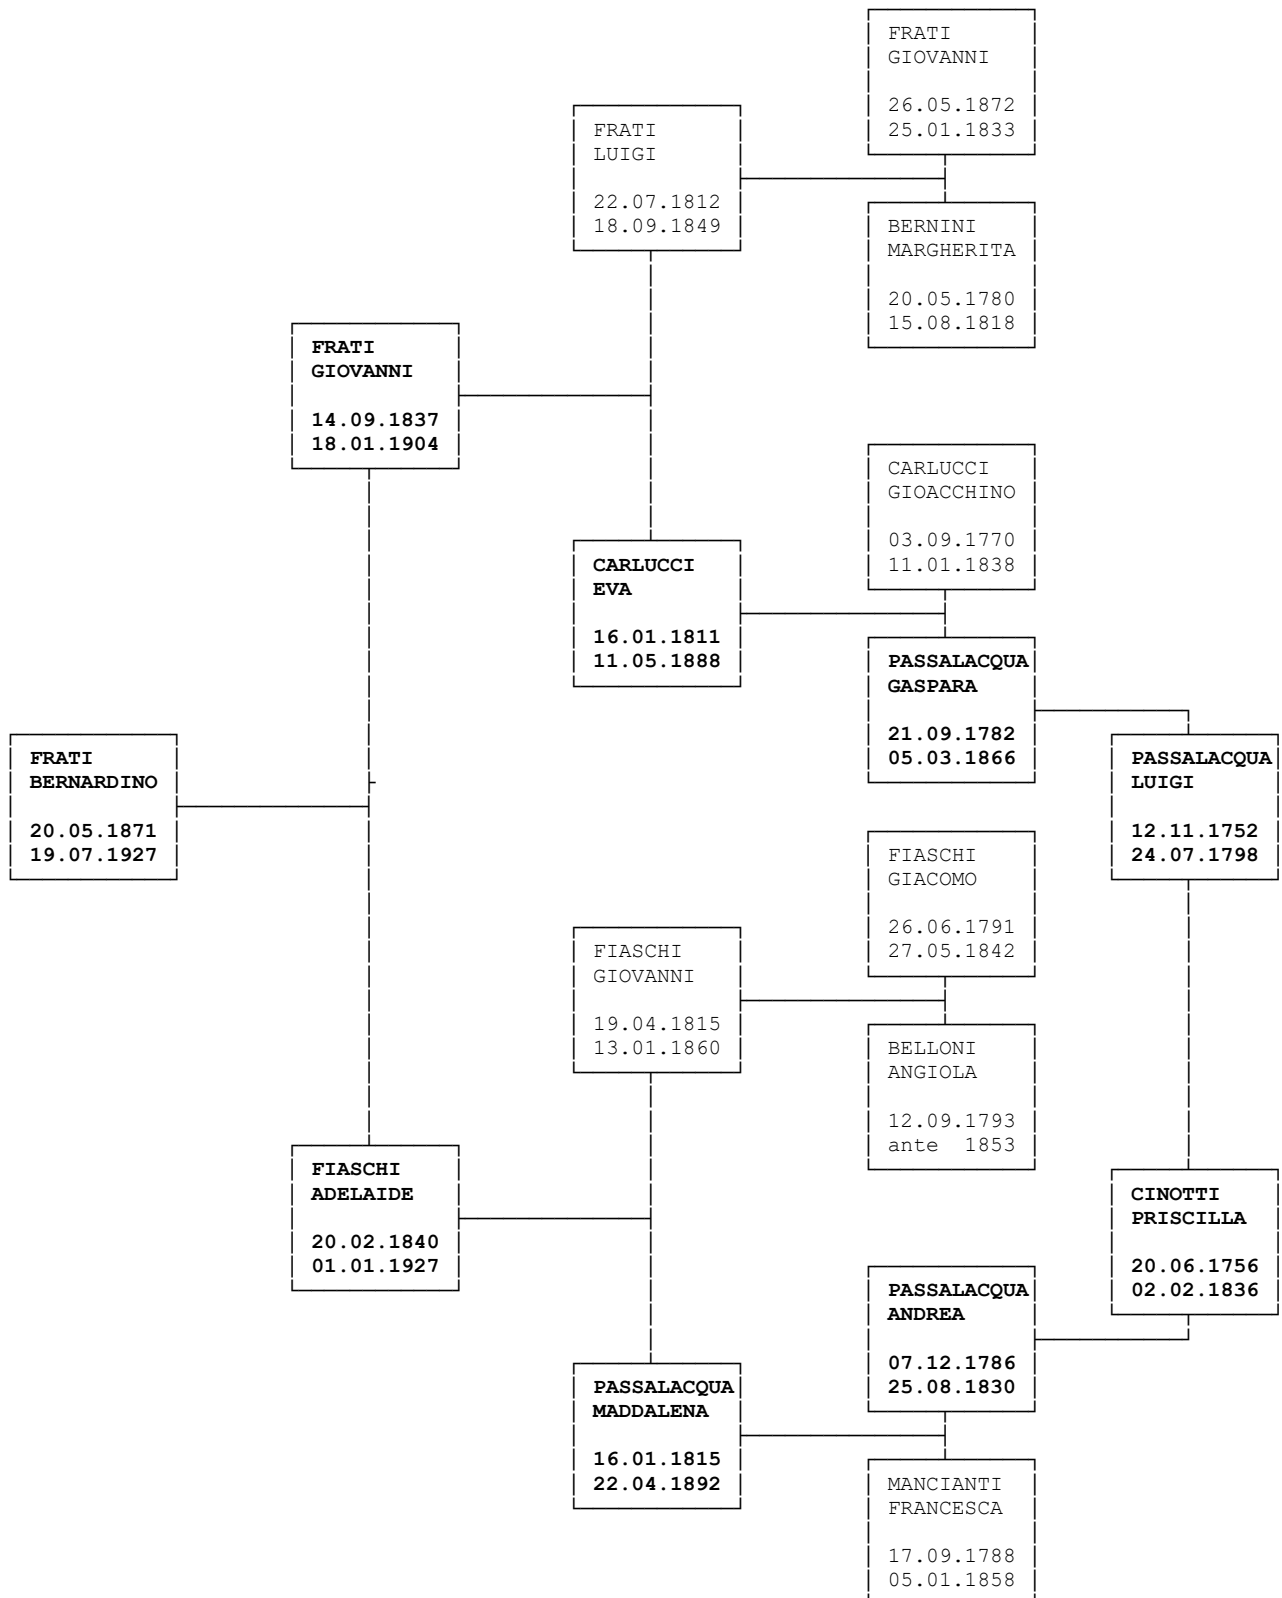 FRATI
GIOVANNI
26.05.1872
25.01.1833
FRATI
LUIGI
22.07.1812
18.09.1849
BERNINI
MARGHERITA
20.05.1780
15.08.1818
FRATI
GIOVANNI
14.09.1837
18.01.1904
CARLUCCI
GIOACCHINO
03.09.1770
11.01.1838
CARLUCCI
EVA
16.01.1811
11.05.1888
PASSALACQUA
GASPARA
21.09.1782
05.03.1866
FRATI
BERNARDINO
20.05.1871
19.07.1927
PASSALACQUA
LUIGI
12.11.1752
24.07.1798
FIASCHI
GIACOMO
26.06.1791
27.05.1842
FIASCHI
GIOVANNI
19.04.1815
13.01.1860
BELLONI
ANGIOLA
12.09.1793
ante 1853
FIASCHI
ADELAIDE
20.02.1840
01.01.1927
CINOTTI
PRISCILLA
20.06.1756
02.02.1836
PASSALACQUA
ANDREA
07.12.1786
25.08.1830
PASSALACQUA
MADDALENA
16.01.1815
22.04.1892
MANCIANTI
FRANCESCA
17.09.1788
05.01.1858